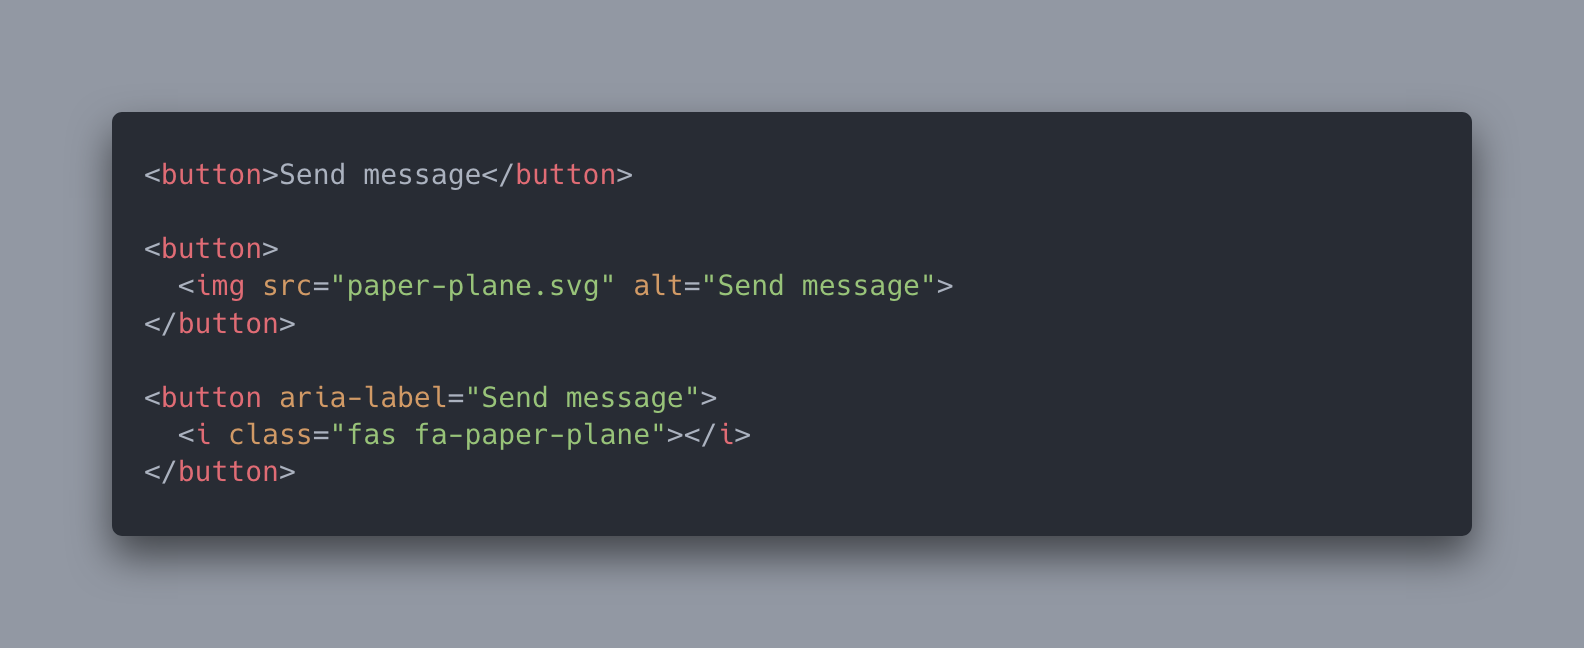 <button>Send message</button>

<button>
  <img src="paper-plane.svg" alt="Send message">
</button>

<button aria-label="Send message">
  <i class="fas fa-paper-plane"></i>
</button>